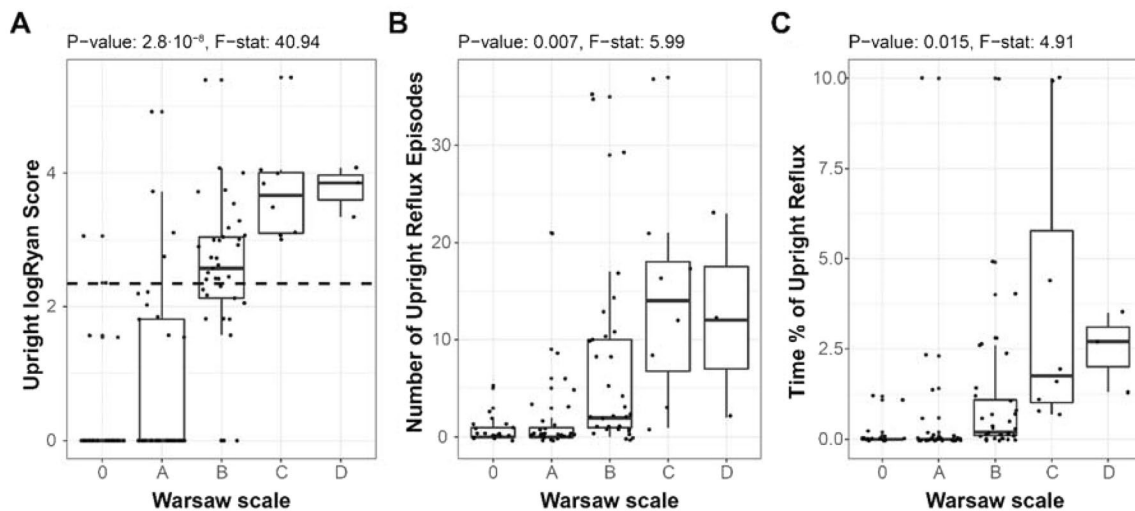 A
P−value: 2.8·10⁻⁸, F−stat: 40.94
Upright logRyan Score
4
2
0
0 A B C D
Warsaw scale
B
P−value: 0.007, F−stat: 5.99
Number of Upright Reflux Episodes
30
20
10
0
0 A B C D
Warsaw scale
C
P−value: 0.015, F−stat: 4.91
Time % of Upright Reflux
10.0
7.5
5.0
2.5
0.0
0 A B C D
Warsaw scale